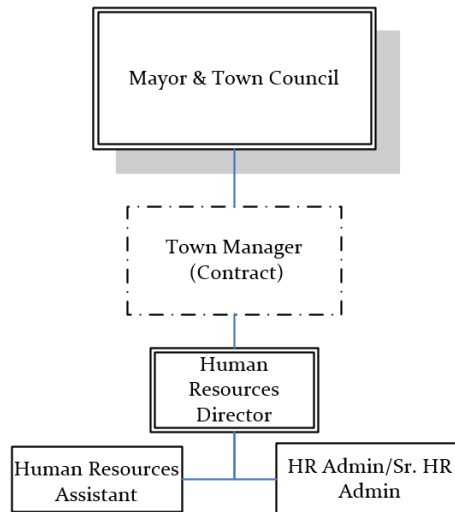 Mayor & Town Council
Town Manager
(Contract)
Human
Resources
Director
Human Resources
Assistant
HR Admin/Sr. HR
Admin